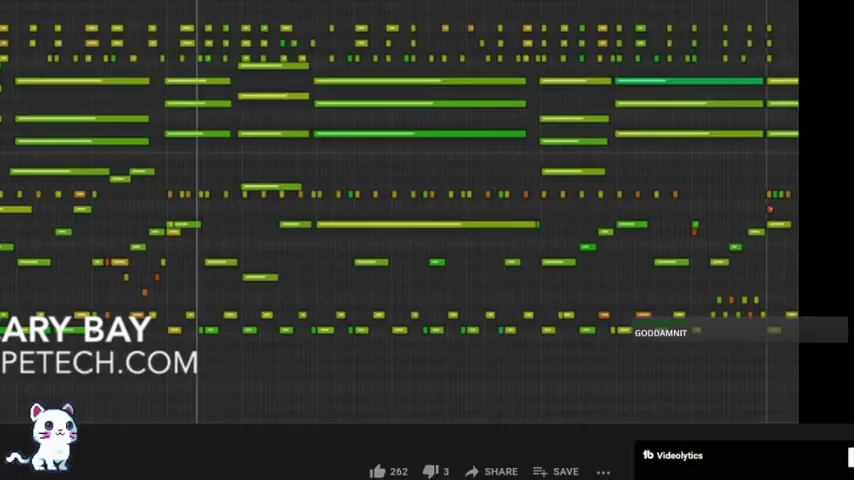 ARY BAY
PETECH.COM
GODDAMNIT
262
3
SHARE
SAVE
Videolytics